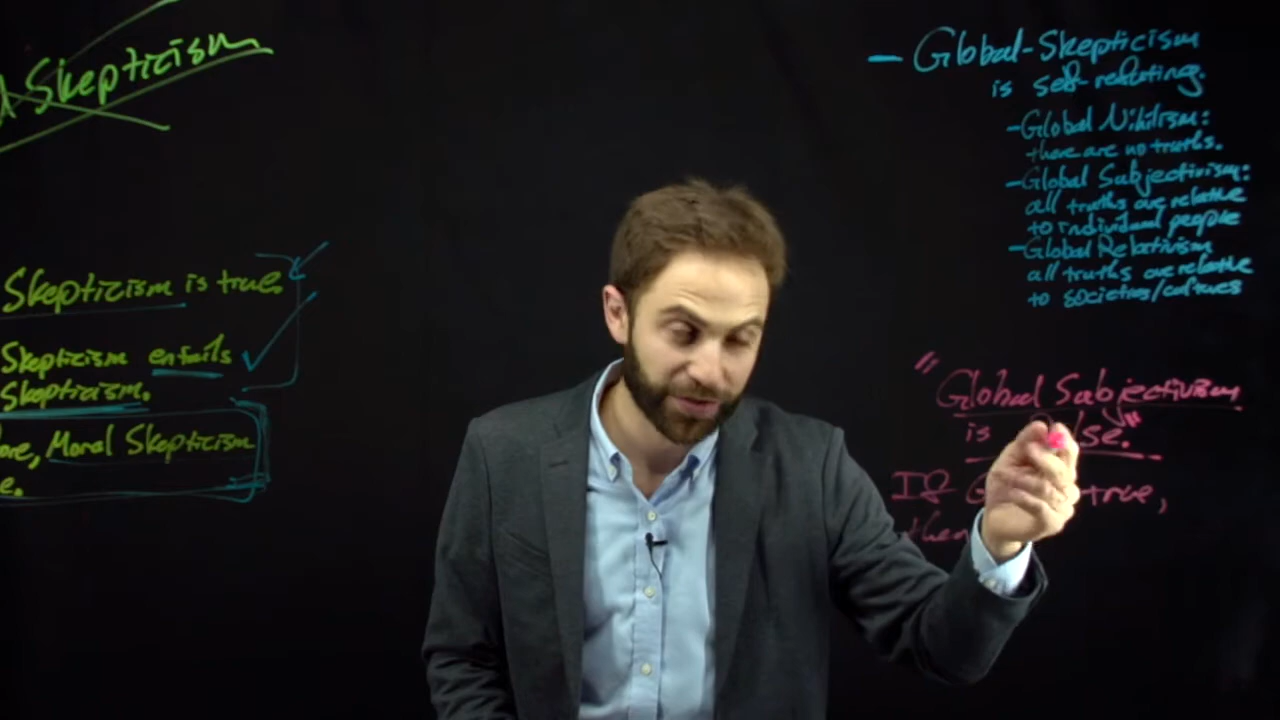 Skepticism
Skepticism is true.
Skepticism entails
Skepticism.
Moral Skepticism
e.
- Global-Skepticism
is self-refuting.
- Global Nihilism:
there are no truths.
- Global Subjectivism:
all truths are relative
to individual people
- Global Relativism
all truths are relative
to societies/cultures
"Global Subjectivism
is
If G true,
then